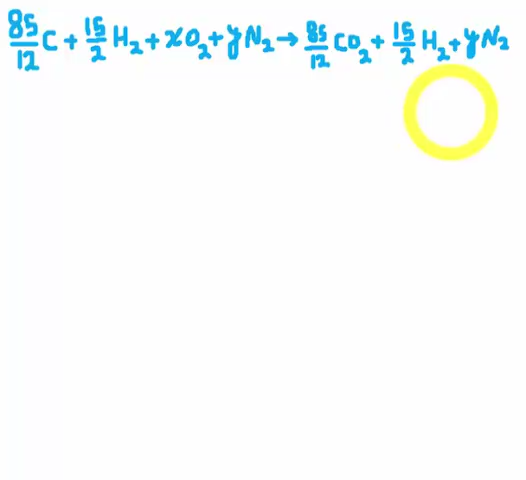 85/12 C + 15/2 H₂ + xO₂ + yN₂ → 85/12 CO₂ + 15/2 H₂ + yN₂